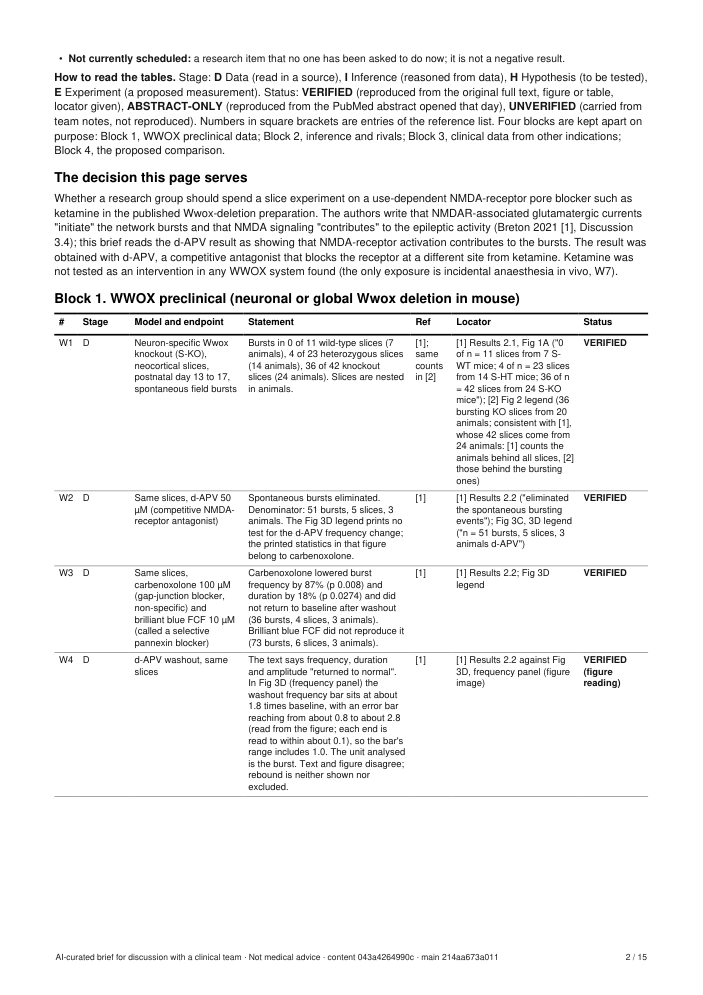 • Not currently scheduled: a research item that no one has been asked to do now; it is not a negative result.
How to read the tables. Stage: D Data (read in a source), I Inference (reasoned from data), H Hypothesis (to be tested),
E Experiment (a proposed measurement). Status: VERIFIED (reproduced from the original full text, figure or table,
locator given), ABSTRACT-ONLY (reproduced from the PubMed abstract opened that day), UNVERIFIED (carried from
team notes, not reproduced). Numbers in square brackets are entries of the reference list. Four blocks are kept apart on
purpose: Block 1, WWOX preclinical data; Block 2, inference and rivals; Block 3, clinical data from other indications;
Block 4, the proposed comparison.
The decision this page serves
Whether a research group should spend a slice experiment on a use-dependent NMDA-receptor pore blocker such as
ketamine in the published Wwox-deletion preparation. The authors write that NMDAR-associated glutamatergic currents
"initiate" the network bursts and that NMDA signaling "contributes" to the epileptic activity (Breton 2021 [1], Discussion
3.4); this brief reads the d-APV result as showing that NMDA-receptor activation contributes to the bursts. The result was
obtained with d-APV, a competitive antagonist that blocks the receptor at a different site from ketamine. Ketamine was
not tested as an intervention in any WWOX system found (the only exposure is incidental anaesthesia in vivo, W7).
Block 1. WWOX preclinical (neuronal or global Wwox deletion in mouse)
# Stage Model and endpoint Statement Ref Locator Status
W1 D
Neuron-specific Wwox
knockout (S-KO),
neocortical slices,
postnatal day 13 to 17,
spontaneous field bursts
Bursts in 0 of 11 wild-type slices (7
animals), 4 of 23 heterozygous slices
(14 animals), 36 of 42 knockout
slices (24 animals). Slices are nested
in animals.
[1];
same
counts
in [2]
[1] Results 2.1, Fig 1A ("0
of n = 11 slices from 7 S-
WT mice; 4 of n = 23 slices
from 14 S-HT mice; 36 of n
= 42 slices from 24 S-KO
mice"); [2] Fig 2 legend (36
bursting KO slices from 20
animals; consistent with [1],
whose 42 slices come from
24 animals: [1] counts the
animals behind all slices, [2]
those behind the bursting
ones)
VERIFIED
W2 D
Same slices, d-APV 50
µM (competitive NMDA-
receptor antagonist)
Spontaneous bursts eliminated.
Denominator: 51 bursts, 5 slices, 3
animals. The Fig 3D legend prints no
test for the d-APV frequency change;
the printed statistics in that figure
belong to carbenoxolone.
[1]
[1] Results 2.2 ("eliminated
the spontaneous bursting
events"); Fig 3C, 3D legend
("n = 51 bursts, 5 slices, 3
animals d-APV")
VERIFIED
W3 D
Same slices,
carbenoxolone 100 µM
(gap-junction blocker,
non-specific) and
brilliant blue FCF 10 µM
(called a selective
pannexin blocker)
Carbenoxolone lowered burst
frequency by 87% (p 0.008) and
duration by 18% (p 0.0274) and did
not return to baseline after washout
(36 bursts, 4 slices, 3 animals).
Brilliant blue FCF did not reproduce it
(73 bursts, 6 slices, 3 animals).
[1]
[1] Results 2.2; Fig 3D
legend
VERIFIED
W4 D
d-APV washout, same
slices
The text says frequency, duration
and amplitude "returned to normal".
In Fig 3D (frequency panel) the
washout frequency bar sits at about
1.8 times baseline, with an error bar
reaching from about 0.8 to about 2.8
(read from the figure; each end is
read to within about 0.1), so the bar's
range includes 1.0. The unit analysed
is the burst. Text and figure disagree;
rebound is neither shown nor
excluded.
[1]
[1] Results 2.2 against Fig
3D, frequency panel (figure
image)
VERIFIED
(figure
reading)
AI-curated brief for discussion with a clinical team · Not medical advice · content 043a4264990c · main 214aa673a011
2 / 15